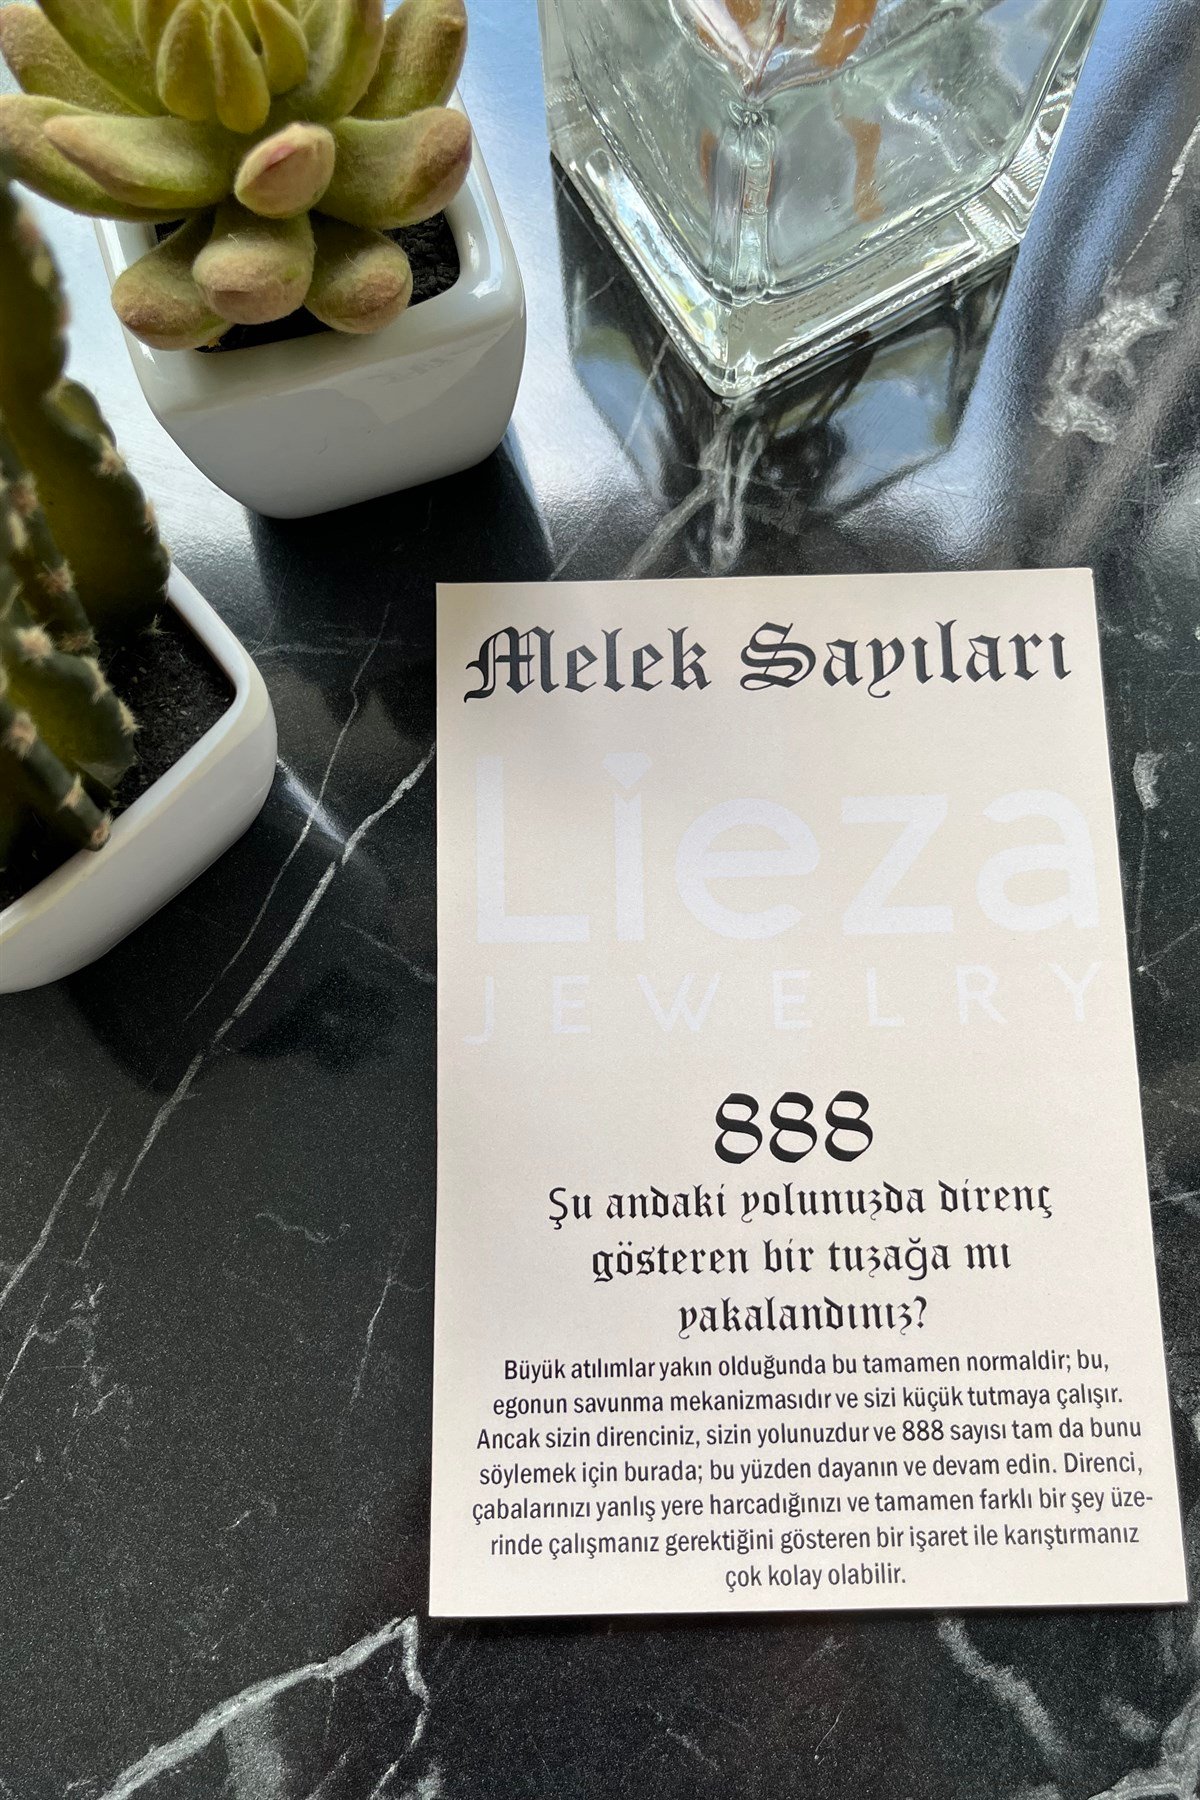 Melek Sayıları
Lieza
JEWELRY
888
Şu andaki yolunuzda direnç
gösteren bir tuzağa mı
yakalandınız?
Büyük atılımlar yakın olduğunda bu tamamen normaldir; bu,
egonun savunma mekanizmasıdır ve sizi küçük tutmaya çalışır.
Ancak sizin direnciniz, sizin yolunuzdur ve 888 sayısı tam da bunu
söylemek için burada; bu yüzden dayanın ve devam edin. Direnci,
çabalarınızı yanlış yere harcadığınızı ve tamamen farklı bir şey üze-
rinde çalışmanız gerektiğini gösteren bir işaret ile karıştırmanız
çok kolay olabilir.